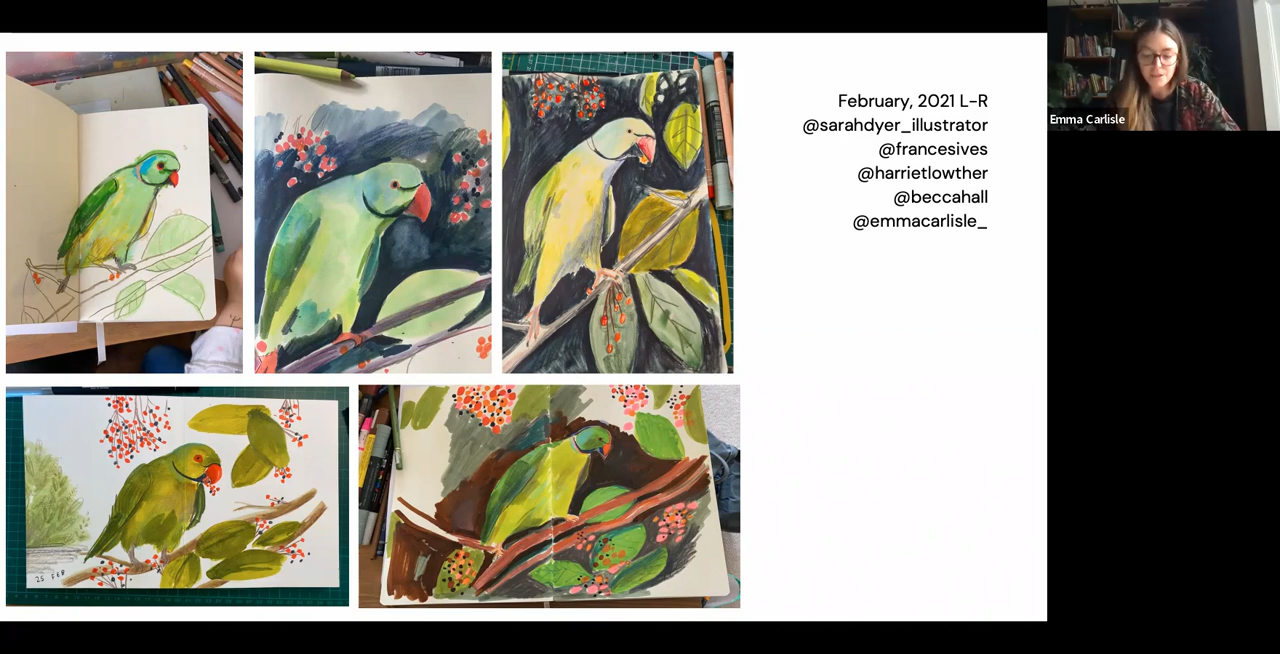 February, 2021 L-R
@sarahdyer_illustrator
@francesives
@harrietlowther
@beccahall
@emmacarlisle_
Emma Carlisle
25 FEB